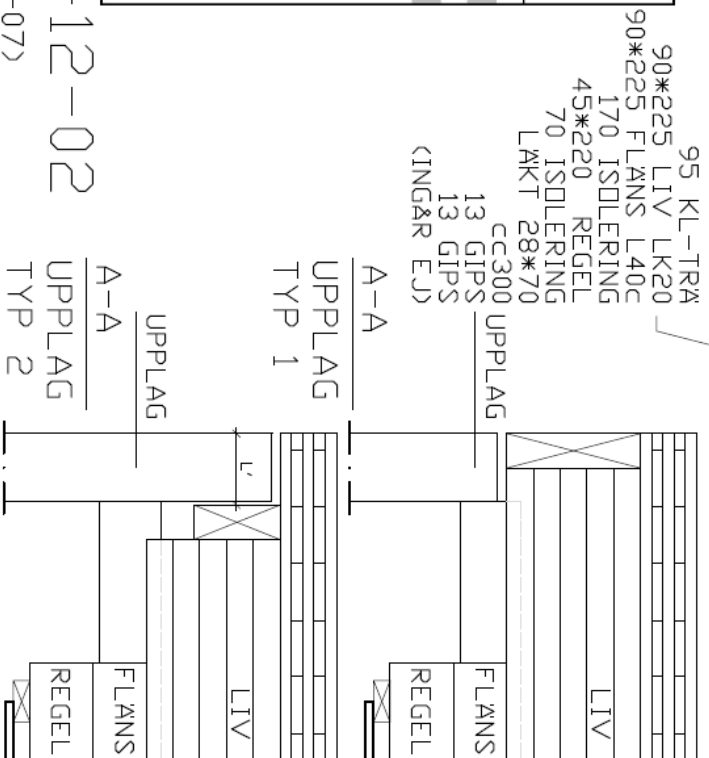 95 KL-TRÄ
90*225 LIV LK20
90*225 FLÄNS L40c
170 ISOLERING
45*220 REGEL
70 ISOLERING
LÄKT 28*70
CC300
13 GIPS
13 GIPS
(INGÅR EJ)
UPPLAG
A-A
UPPLAG
TYP 1
LIV
FLÄNS
REGEL
UPPLAG
L'
A-A
UPPLAG
TYP 2
LIV
FLÄNS
REGEL
-12-02
-07)